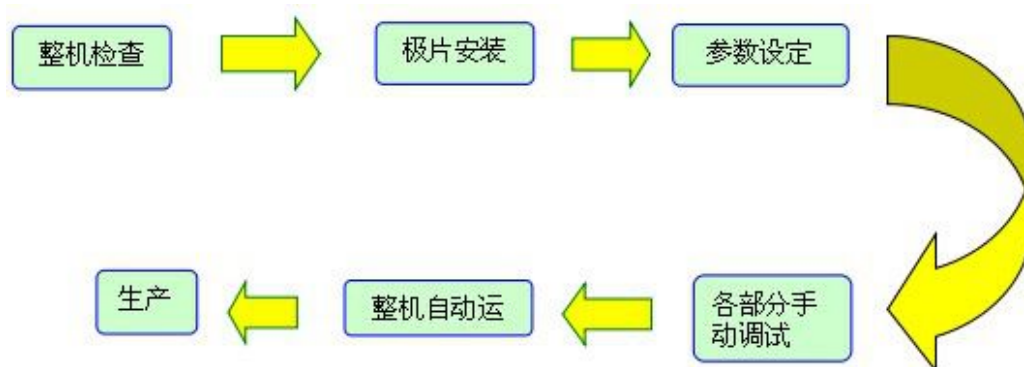 整机检查
极片安装
参数设定
各部分手
动调试
整机自动运
生产